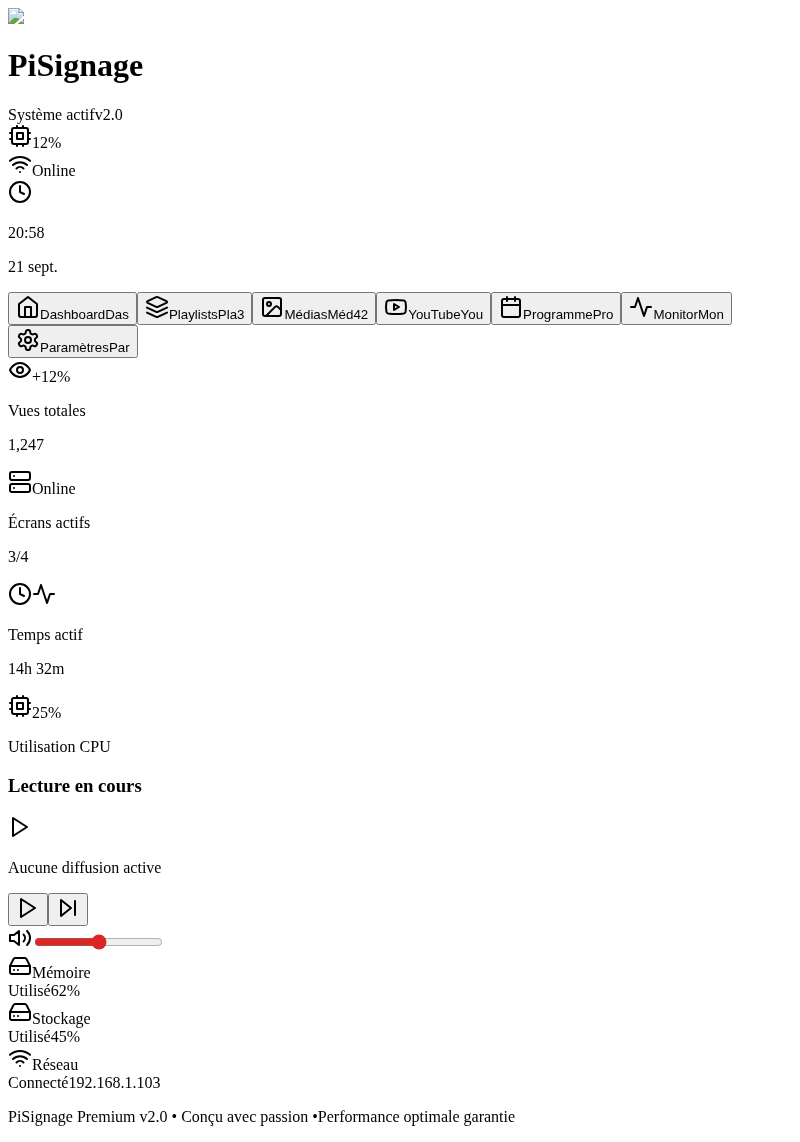 PiSignage
Système actifv2.0
12%
Online
20:58
21 sept.
DashboardDas PlaylistsPla3 MédiasMéd42 YouTubeYou ProgrammePro MonitorMon
ParamètresPar
+12%
Vues totales
1,247
Online
Écrans actifs
3/4
Temps actif
14h 32m
25%
Utilisation CPU
Lecture en cours
Aucune diffusion active
Mémoire
Utilisé62%
Stockage
Utilisé45%
Réseau
Connecté192.168.1.103
PiSignage Premium v2.0 • Conçu avec passion •Performance optimale garantie